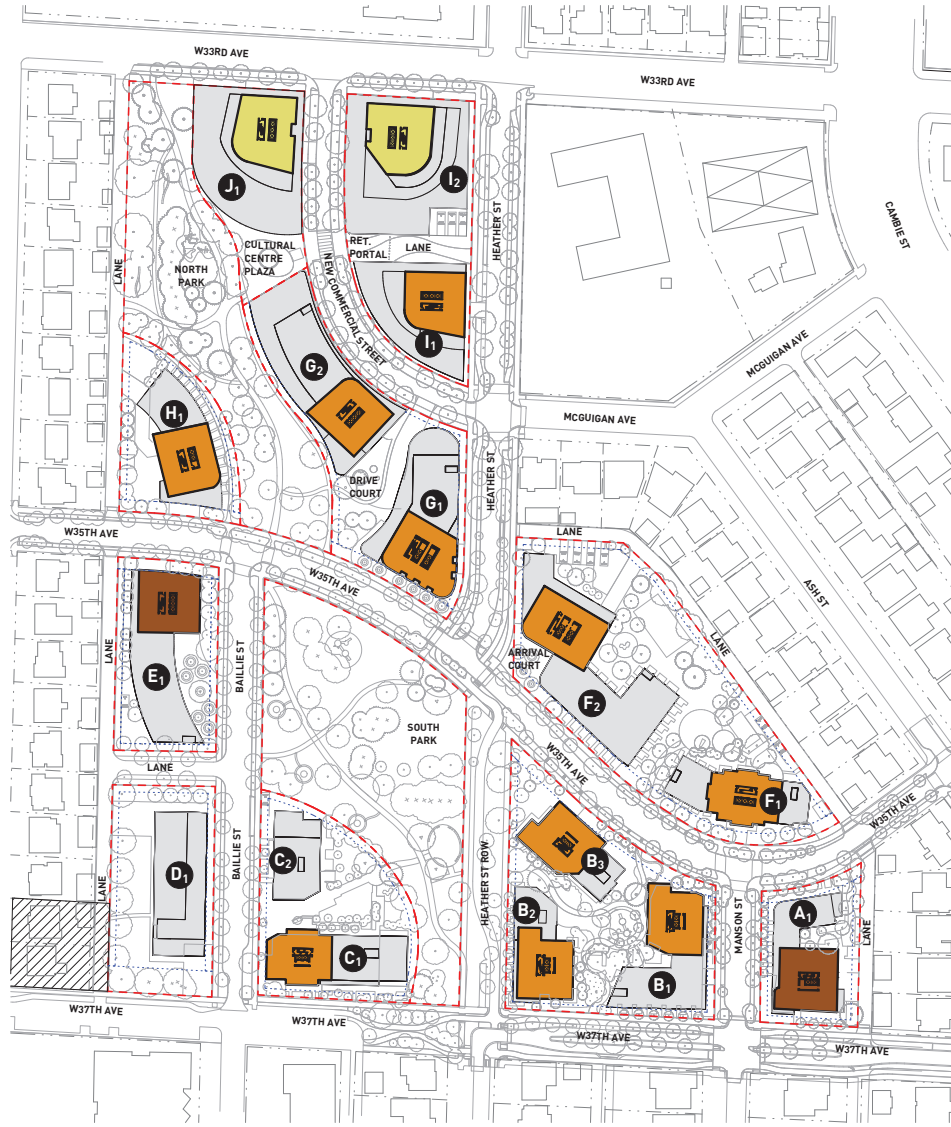 W33RD AVE
W33RD AVE
J1
I2
HEATHER ST
CAMBIE ST
CULTURAL
CENTRE
PLAZA
RET.
PORTAL
LANE
NORTH
PARK
LANE
NEW COMMERCIAL STREET
I1
MCGUIGAN AVE
G2
H1
MCGUIGAN AVE
DRIVE
COURT
G1
HEATHER ST
W35TH AVE
LANE
W35TH AVE
ASH ST
LANE
LANE
BAILLIE ST
ARRIVAL
COURT
E1
F2
SOUTH
PARK
W35TH AVE
LANE
F1
W35TH AVE
C2
B3
D1
BAILLIE ST
HEATHER ST ROW
LANE
B2
MANSON ST
A1
LANE
C1
B1
W37TH AVE
W37TH AVE
W37TH AVE
W37TH AVE